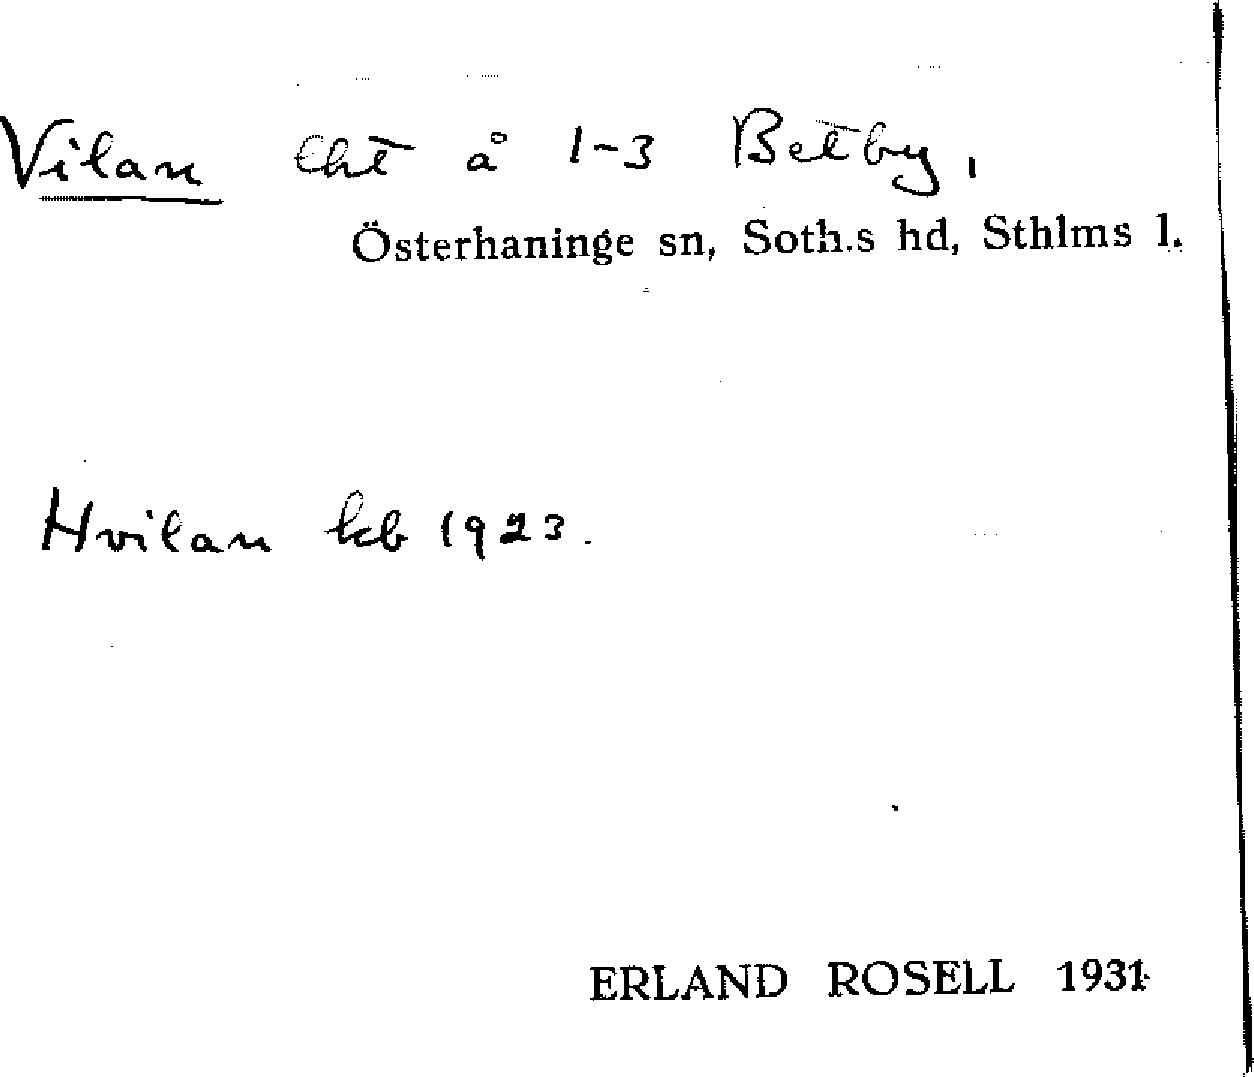 Vilan lht å 1-3 Betby,
Österhaninge sn, Soth.s hd, Sthlms l.
Hvilan kb 1923.
ERLAND ROSELL 1931